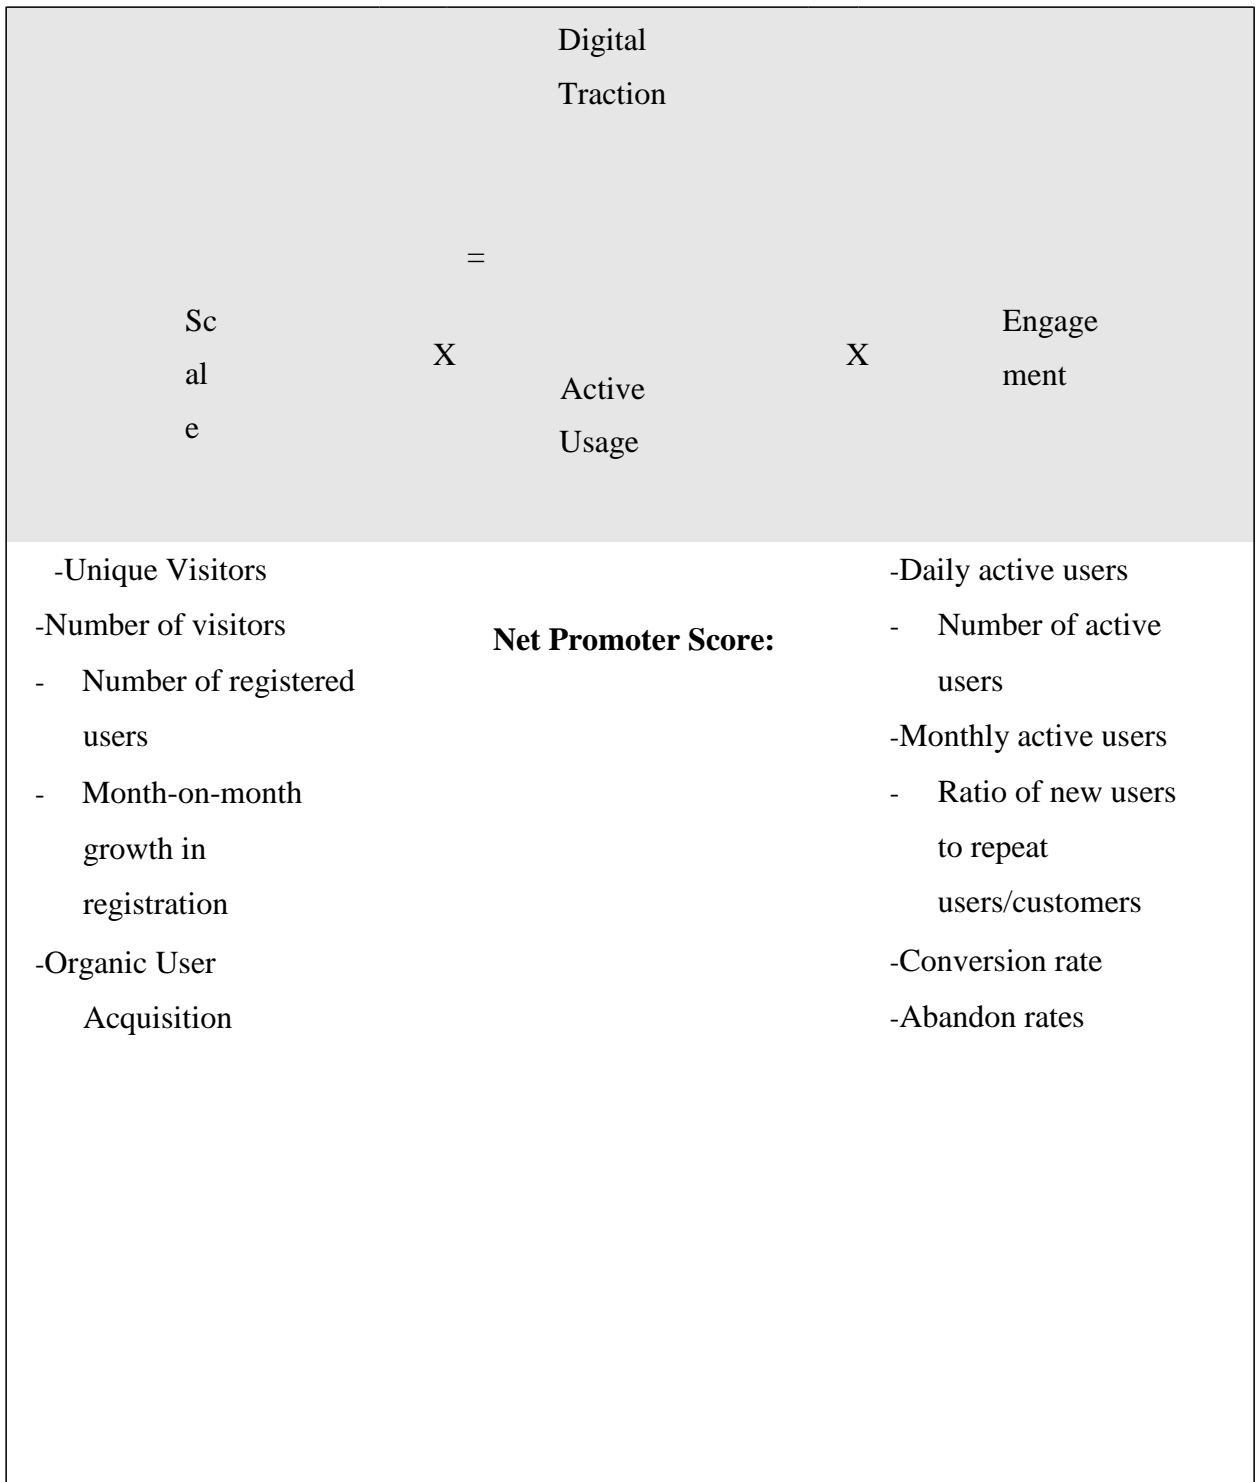 Digital
Traction
=
Sc
al
e
X
Active
Usage
X
Engage
ment
-Unique Visitors
-Number of visitors
- Number of registered
users
- Month-on-month
growth in
registration
-Organic User
Acquisition
Net Promoter Score:
-Daily active users
- Number of active
users
-Monthly active users
- Ratio of new users
to repeat
users/customers
-Conversion rate
-Abandon rates